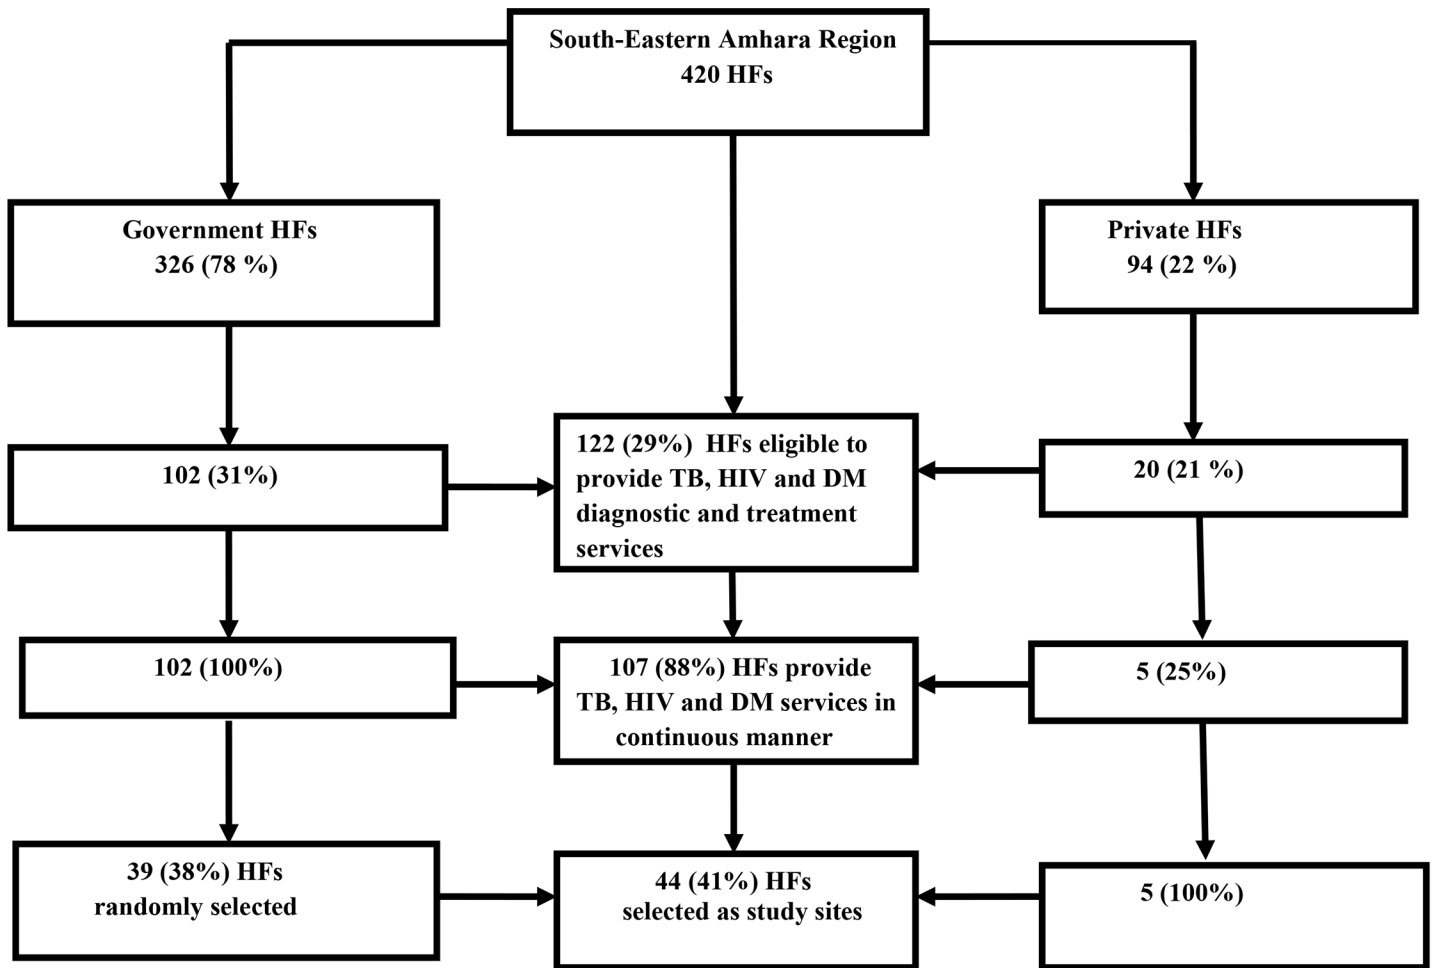 South-Eastern Amhara Region
420 HFs
Government HFs
326 (78 %)
Private HFs
94 (22 %)
102 (31%)
122 (29%)  HFs eligible to
provide TB, HIV and DM
diagnostic and treatment
services
20 (21 %)
102 (100%)
107 (88%) HFs provide
TB, HIV and DM services in
continuous manner
5 (25%)
39 (38%) HFs
randomly selected
44 (41%) HFs
selected as study sites
5 (100%)